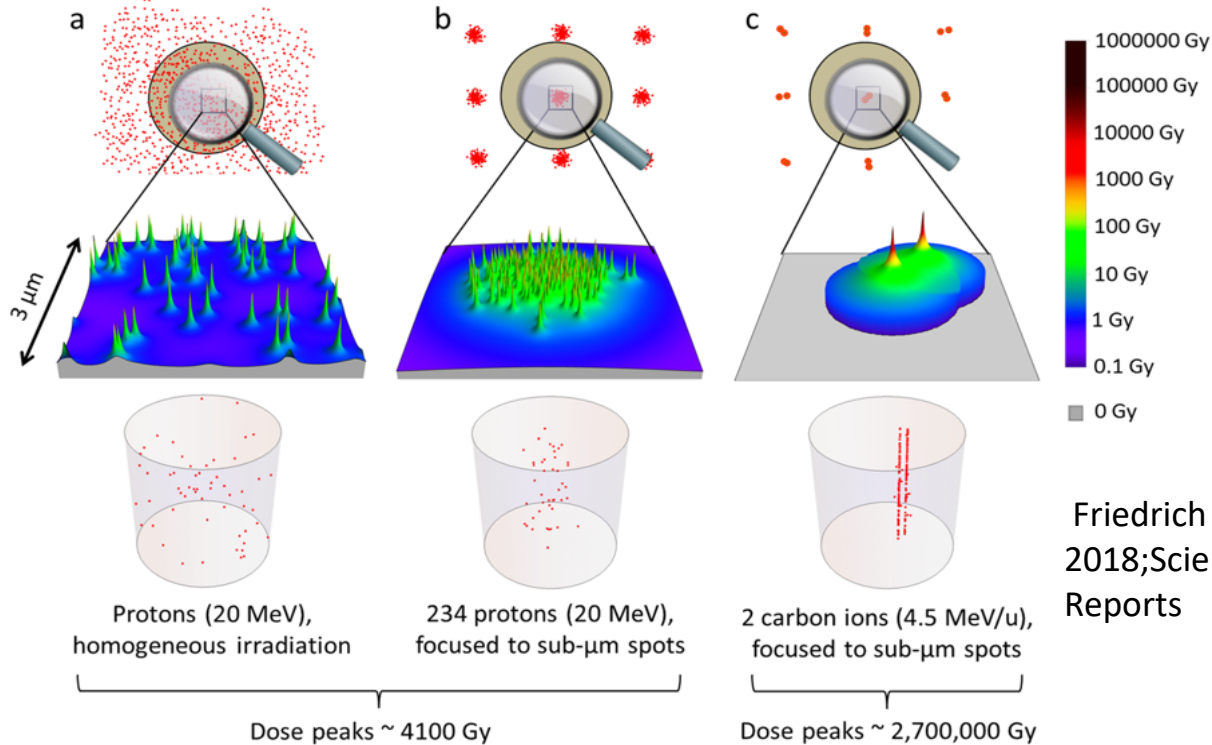 a
b
c
3 µm
1000000 Gy
100000 Gy
10000 Gy
1000 Gy
100 Gy
10 Gy
1 Gy
0.1 Gy
0 Gy
Friedrich
2018;Scie
Reports
Protons (20 MeV),
homogeneous irradiation
234 protons (20 MeV),
focused to sub-µm spots
2 carbon ions (4.5 MeV/u),
focused to sub-µm spots
Dose peaks ~ 4100 Gy
Dose peaks ~ 2,700,000 Gy